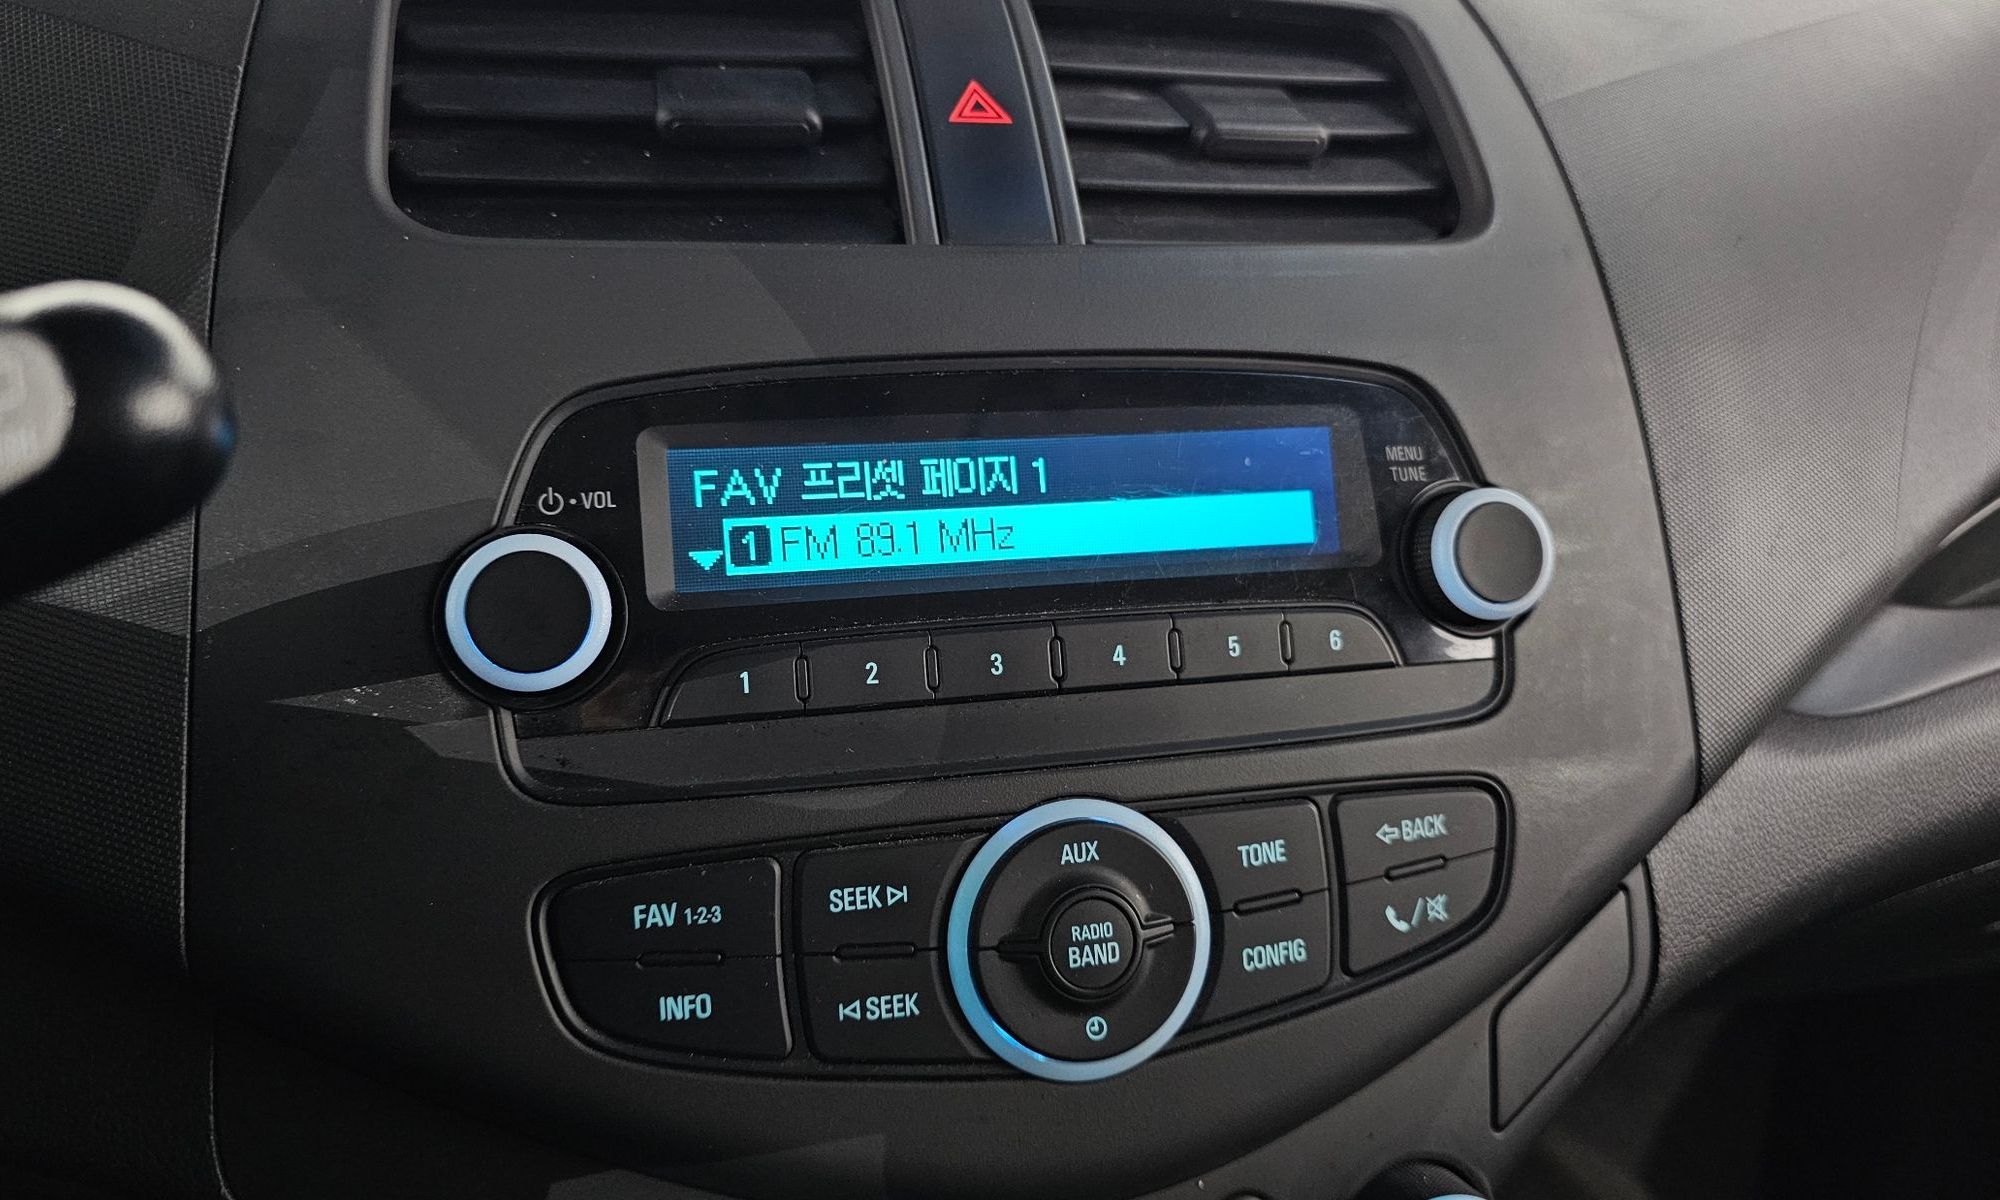 ⏻•VOL
FAV 프리셋 페이지 1
1 FM 89.1 MHz
MENU
TUNE
1 2 3 4 5 6
FAV 1-2-3
INFO
SEEK
SEEK
AUX
RADIO
BAND
TONE
CONFIG
BACK